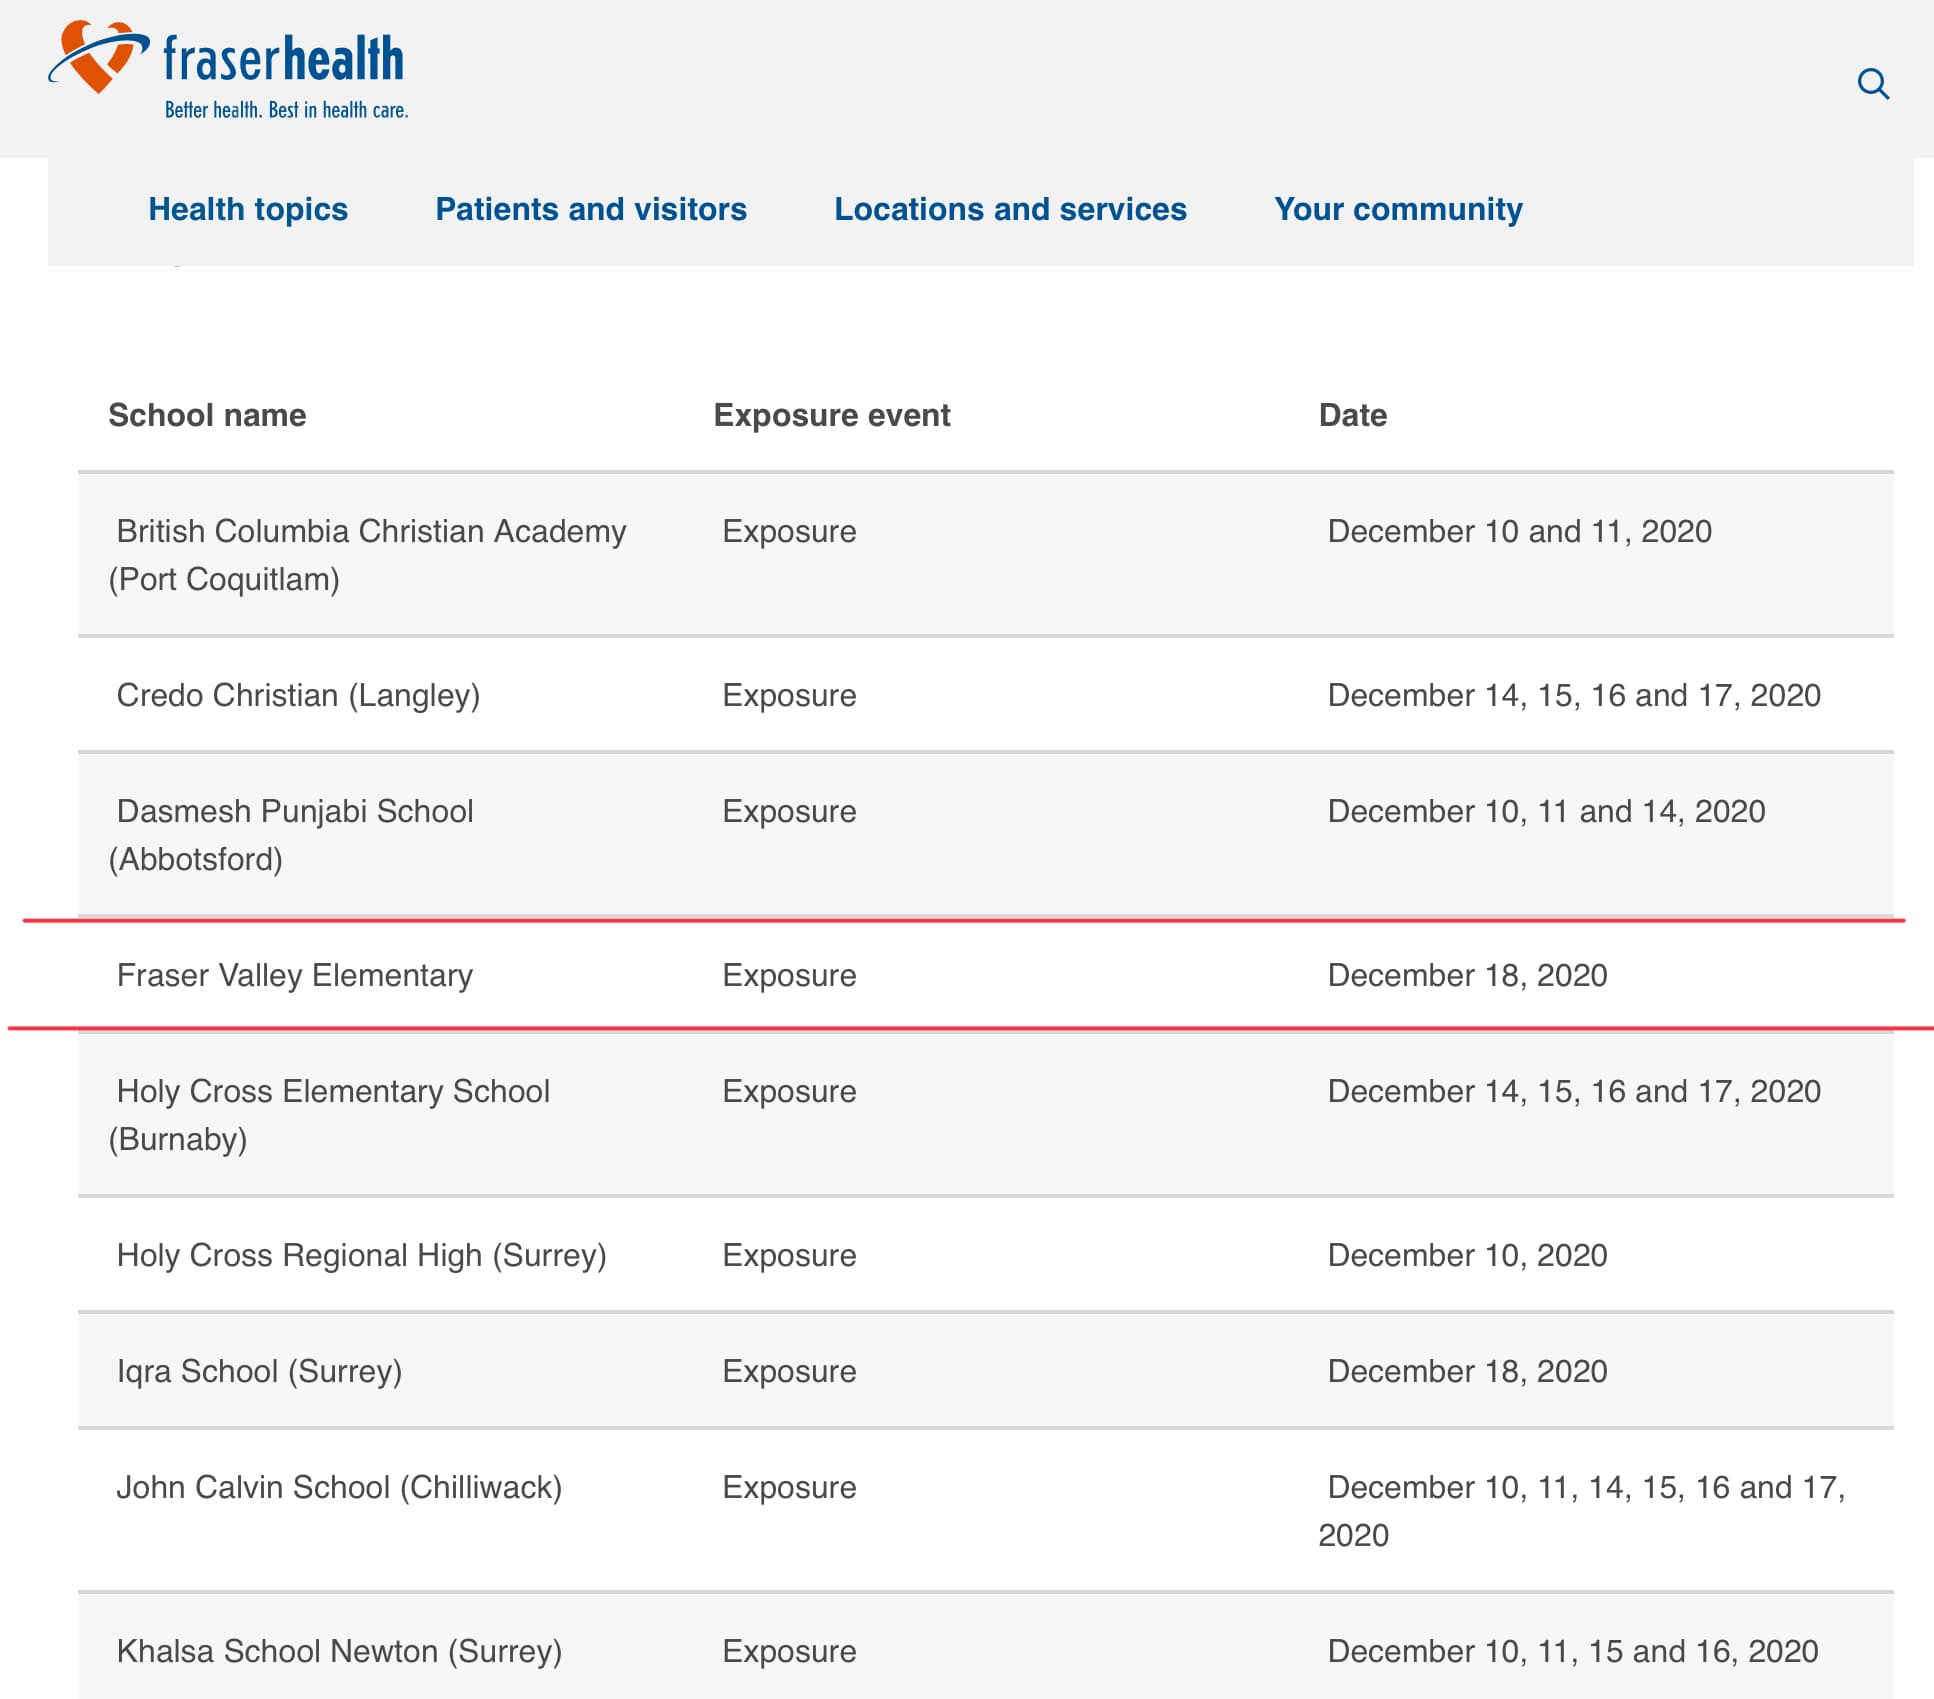 fraserhealth
Better health. Best in health care.
Health topics Patients and visitors Locations and services Your community
School name Exposure event Date
British Columbia Christian Academy Exposure December 10 and 11, 2020
(Port Coquitlam)
Credo Christian (Langley) Exposure December 14, 15, 16 and 17, 2020
Dasmesh Punjabi School Exposure December 10, 11 and 14, 2020
(Abbotsford)
Fraser Valley Elementary Exposure December 18, 2020
Holy Cross Elementary School Exposure December 14, 15, 16 and 17, 2020
(Burnaby)
Holy Cross Regional High (Surrey) Exposure December 10, 2020
Iqra School (Surrey) Exposure December 18, 2020
John Calvin School (Chilliwack) Exposure December 10, 11, 14, 15, 16 and 17,
2020
Khalsa School Newton (Surrey) Exposure December 10, 11, 15 and 16, 2020